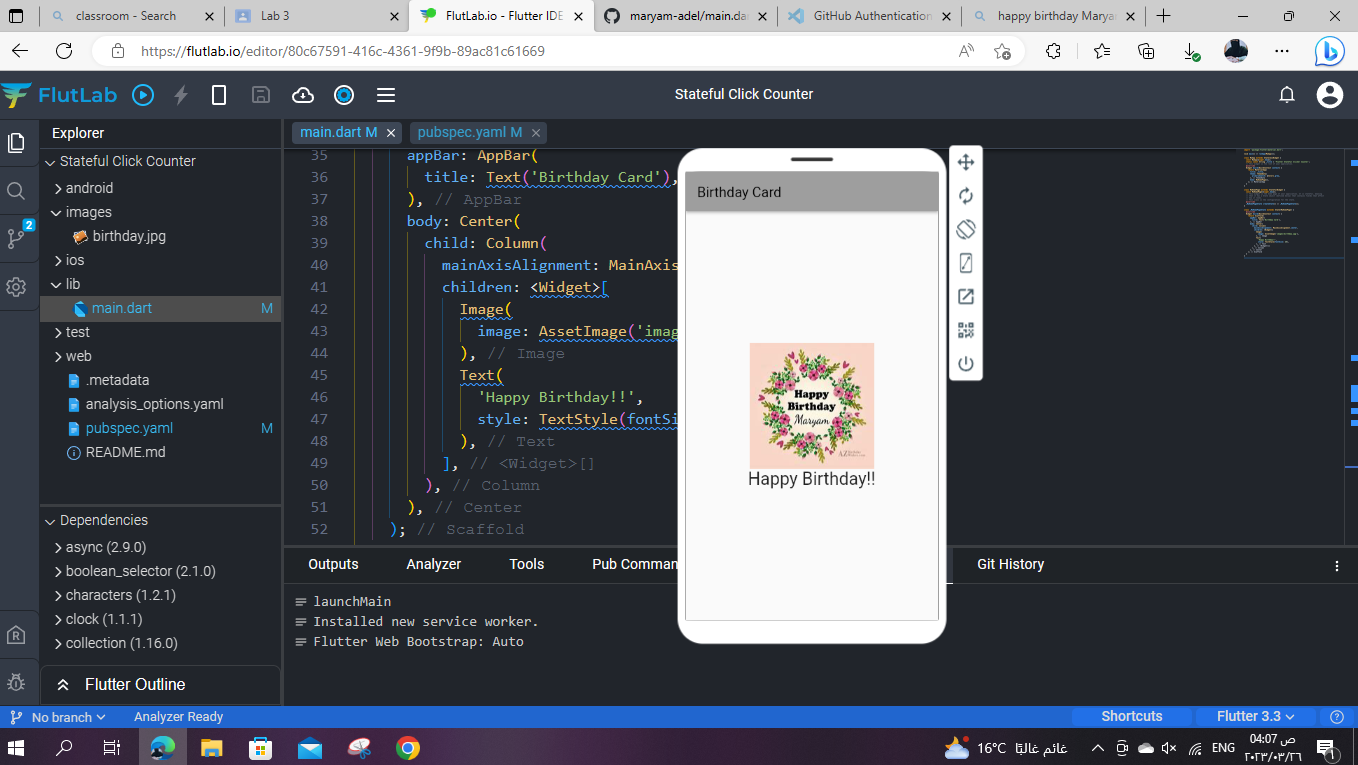 classroom - Search
Lab 3
FlutLab.io - Flutter IDE
maryam-adel/main.da
GitHub Authentication
happy birthday Marya
https://flutlab.io/editor/80c67591-416c-4361-9f9b-89ac81c61669
FlutLab
Stateful Click Counter
Explorer
main.dart M
pubspec.yaml M
Stateful Click Counter
android
images
birthday.jpg
ios
2
lib
main.dart M
test
web
.metadata
analysis_options.yaml
pubspec.yaml M
README.md
Dependencies
async (2.9.0)
boolean_selector (2.1.0)
characters (1.2.1)
clock (1.1.1)
collection (1.16.0)
Flutter Outline
35 appBar: AppBar(
36 title: Text('Birthday Card'),
37 ), // AppBar
38 body: Center(
39 child: Column(
40 mainAxisAlignment: MainAxis
41 children: <Widget>[
42 Image(
43 image: AssetImage('imag
44 ), // Image
45 Text(
46 'Happy Birthday!!',
47 style: TextStyle(fontSi
48 ), // Text
49 ], // <Widget>[]
50 ), // Column
51 ), // Center
52 ); // Scaffold
Birthday Card
Happy
Birthday
Maryam
Happy Birthday!!
Outputs
Analyzer
Tools
Pub Comman
Git History
launchMain
Installed new service worker.
Flutter Web Bootstrap: Auto
No branch
Analyzer Ready
Shortcuts
Flutter 3.3
16°C غائم غالبًا
ENG
04:07 ص
٢٠٢٣/٠٣/٢٦
1